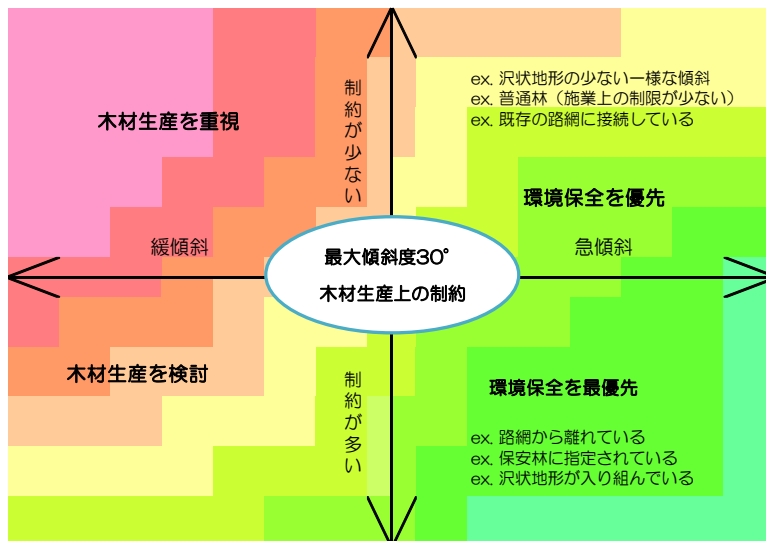 制約が少ない
ex. 沢状地形の少ない一様な傾斜
ex. 普通林（施業上の制限が少ない）
ex. 既存の路網に接続している
木材生産を重視
環境保全を優先
緩傾斜
急傾斜
最大傾斜度30°
木材生産上の制約
木材生産を検討
制約が多い
環境保全を最優先
ex. 路網から離れている
ex. 保安林に指定されている
ex. 沢状地形が入り組んでいる